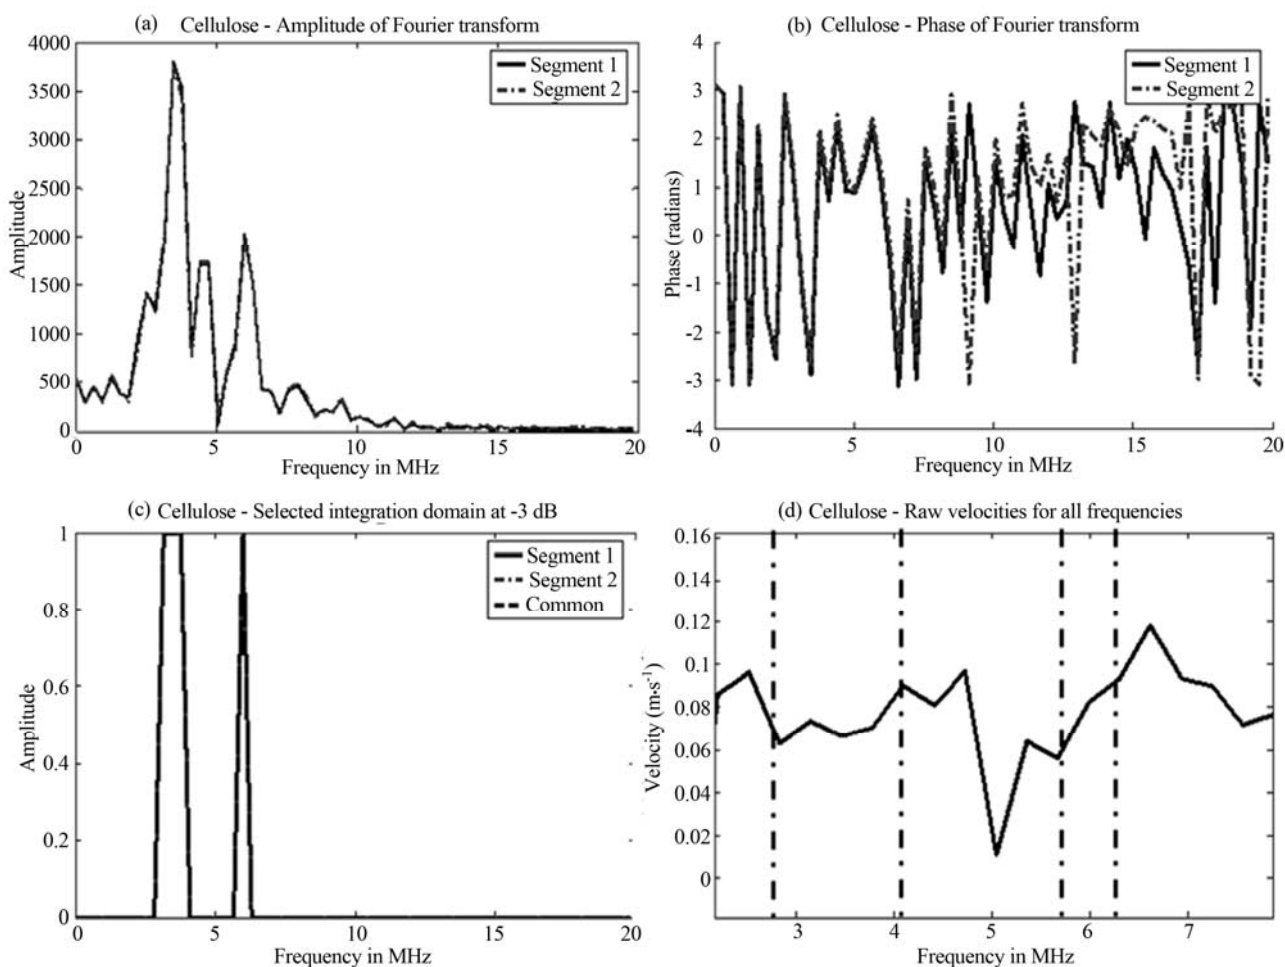 (a) Cellulose - Amplitude of Fourier transform
4000
3500
3000
2500
2000
1500
1000
500
0
Amplitude
Segment 1
Segment 2
0 5 10 15 20
Frequency in MHz
(b) Cellulose - Phase of Fourier transform
4
3
2
1
0
-1
-2
-3
-4
Phase (radians)
Segment 1
Segment 2
0 5 10 15 20
Frequency in MHz
(c) Cellulose - Selected integration domain at -3 dB
1
0.8
0.6
0.4
0.2
0
Amplitude
Segment 1
Segment 2
Common
0 5 10 15 20
Frequency in MHz
(d) Cellulose - Raw velocities for all frequencies
0.16
0.14
0.12
0.1
0.08
0.06
0.04
0.02
0
Velocity (m·s⁻¹)
3 4 5 6 7
Frequency in MHz